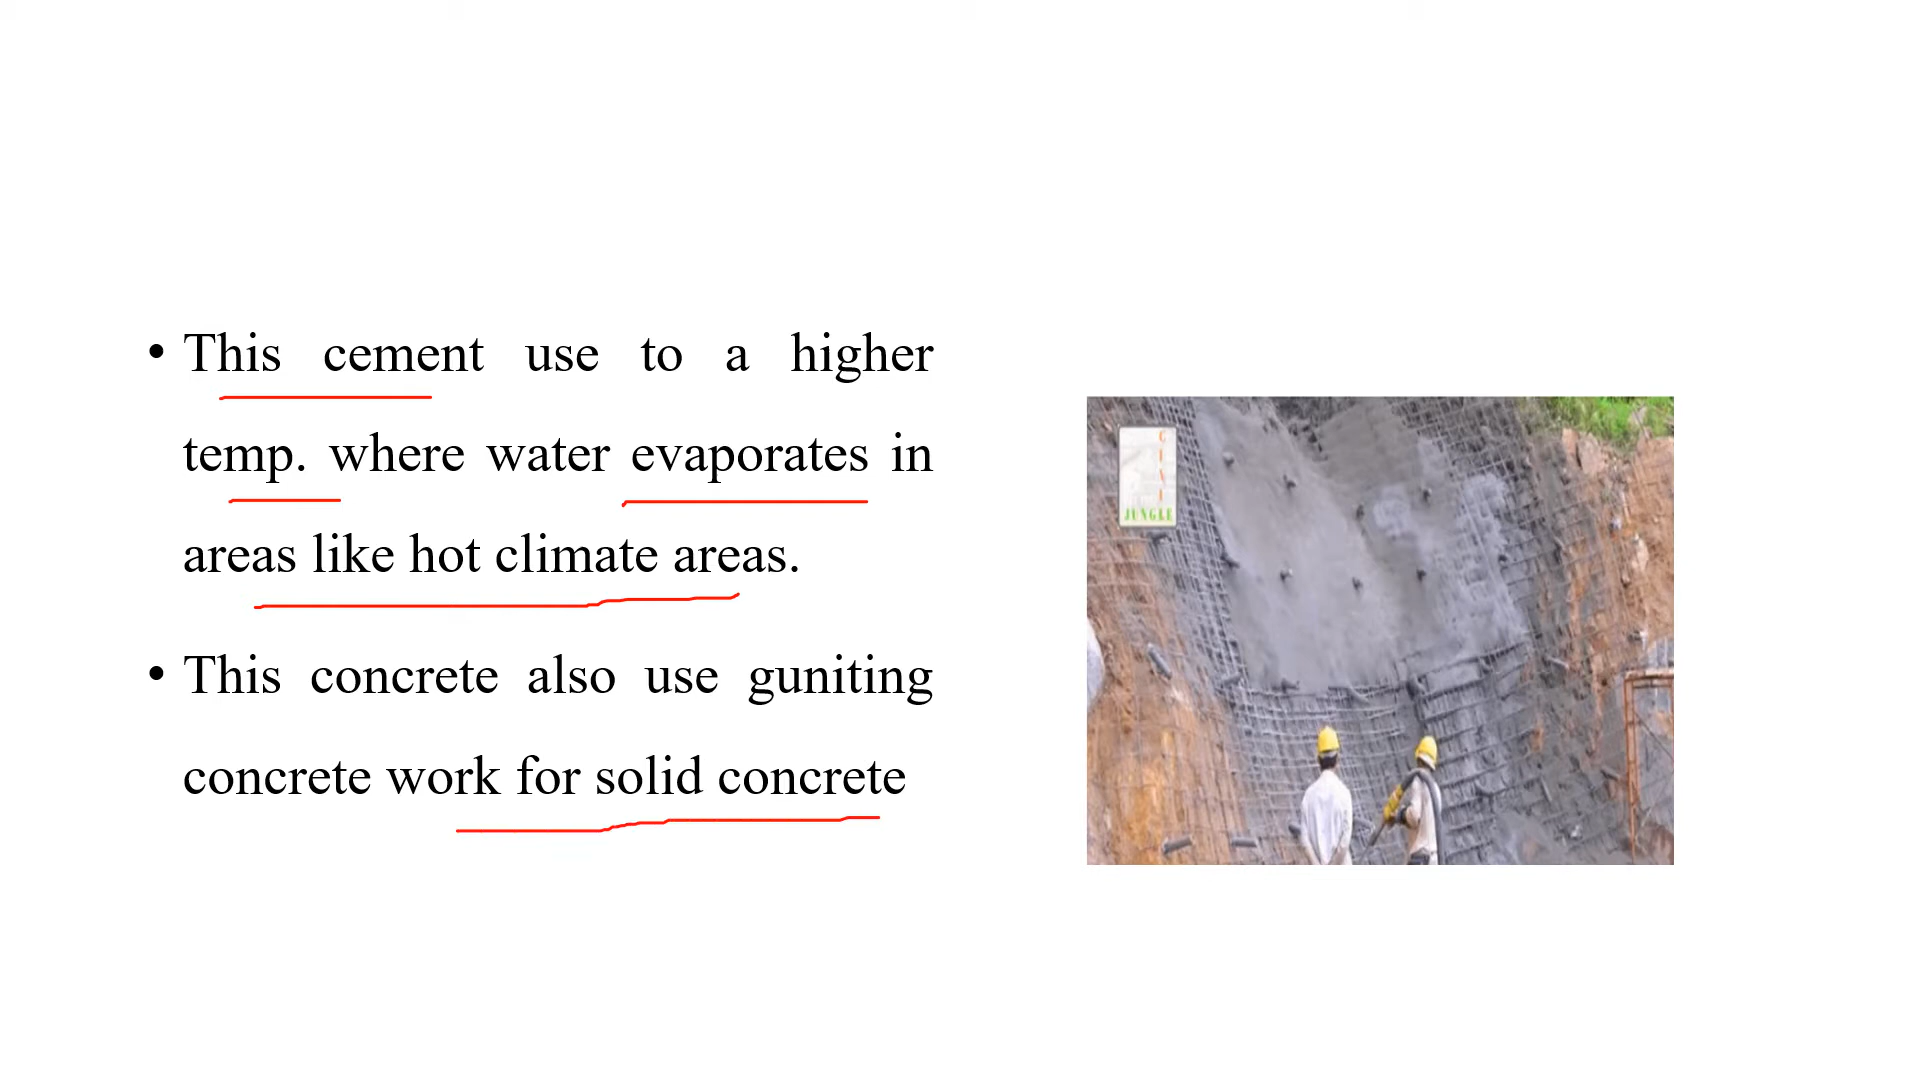 • This cement use to a higher
temp. where water evaporates in
areas like hot climate areas.
• This concrete also use guniting
concrete work for solid concrete
CIVI
JUNGLE